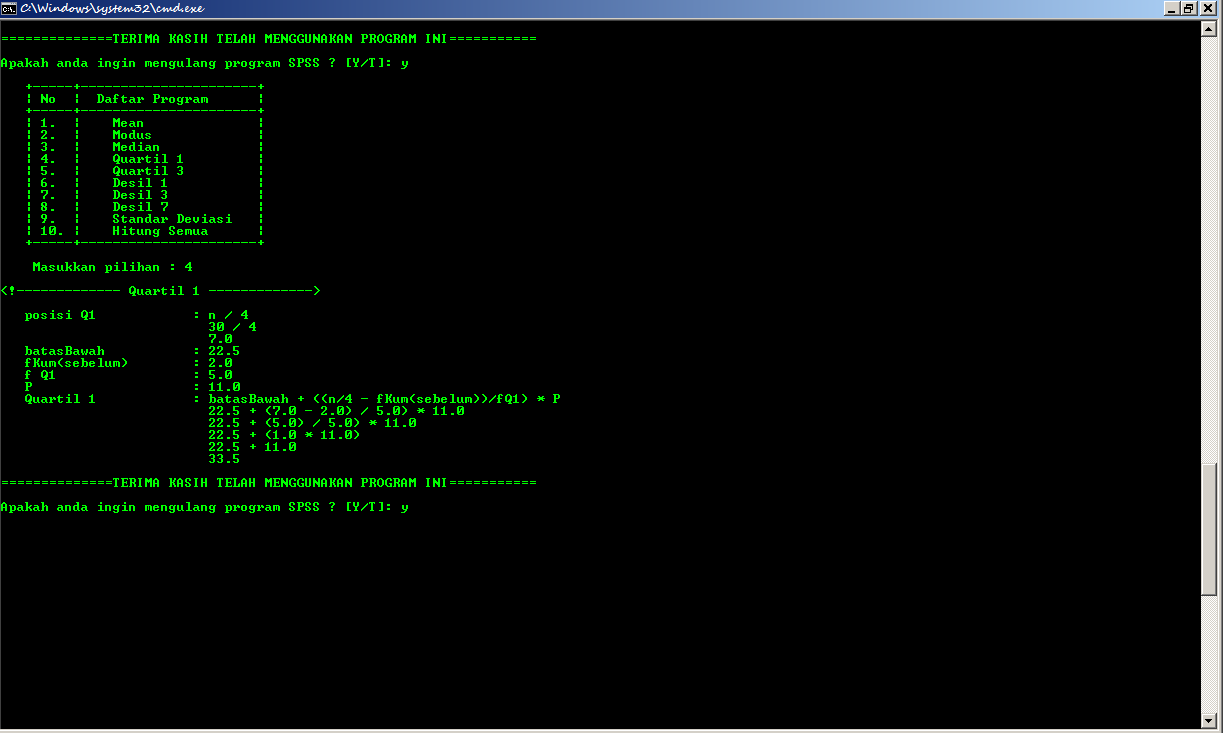 C:\Windows\system32\cmd.exe
==============TERIMA KASIH TELAH MENGGUNAKAN PROGRAM INI===========
Apakah anda ingin mengulang program SPSS ? [Y/T]: y
+-----+----------------------+
¦ No  ¦  Daftar Program      ¦
+-----+----------------------+
¦ 1.  ¦    Mean              ¦
¦ 2.  ¦    Modus             ¦
¦ 3.  ¦    Median            ¦
¦ 4.  ¦    Quartil 1         ¦
¦ 5.  ¦    Quartil 3         ¦
¦ 6.  ¦    Desil 1           ¦
¦ 7.  ¦    Desil 3           ¦
¦ 8.  ¦    Desil 7           ¦
¦ 9.  ¦    Standar Deviasi   ¦
¦ 10. ¦    Hitung Semua      ¦
+-----+----------------------+
Masukkan pilihan : 4
<!------------- Quartil 1 ------------->
posisi Q1            : n / 4
30 / 4
7.0
batasBawah           : 22.5
fKum(sebelum)        : 2.0
f Q1                 : 5.0
P                    : 11.0
Quartil 1            : batasBawah + ((n/4 - fKum(sebelum))/fQ1) * P
22.5 + (7.0 - 2.0) / 5.0) * 11.0
22.5 + (5.0) / 5.0) * 11.0
22.5 + (1.0 * 11.0)
22.5 + 11.0
33.5
==============TERIMA KASIH TELAH MENGGUNAKAN PROGRAM INI===========
Apakah anda ingin mengulang program SPSS ? [Y/T]: y